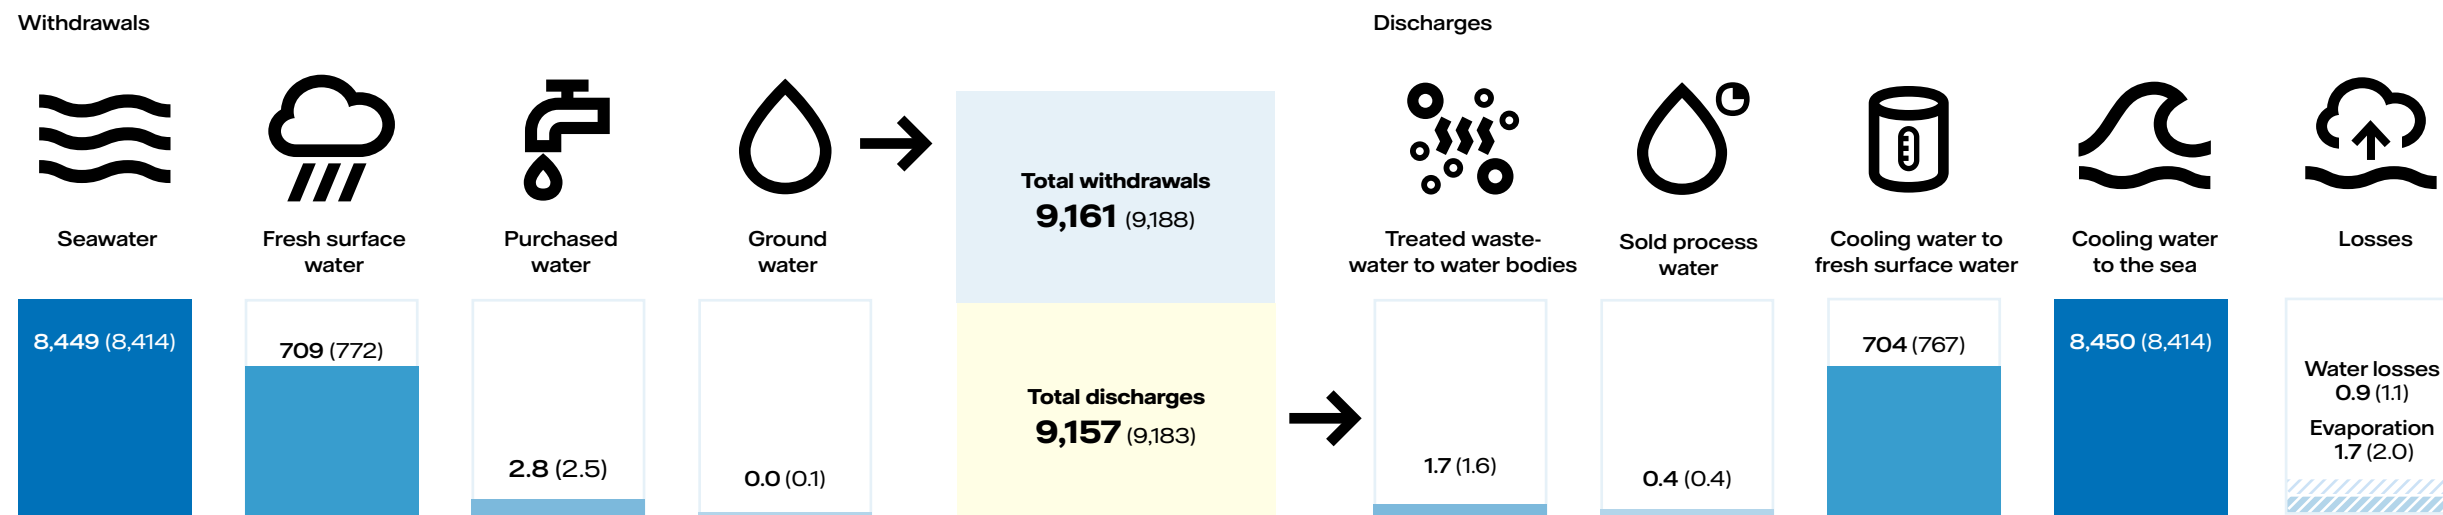 Withdrawals
Seawater
8,449 (8,414)
Fresh surface
water
709 (772)
Purchased
water
2.8 (2.5)
Ground
water
0.0 (0.1)
Total withdrawals
9,161 (9,188)
Total discharges
9,157 (9,183)
Discharges
Treated waste-
water to water bodies
1.7 (1.6)
Sold process
water
0.4 (0.4)
Cooling water to
fresh surface water
704 (767)
Cooling water
to the sea
8,450 (8,414)
Losses
Water losses
0.9 (1.1)
Evaporation
1.7 (2.0)